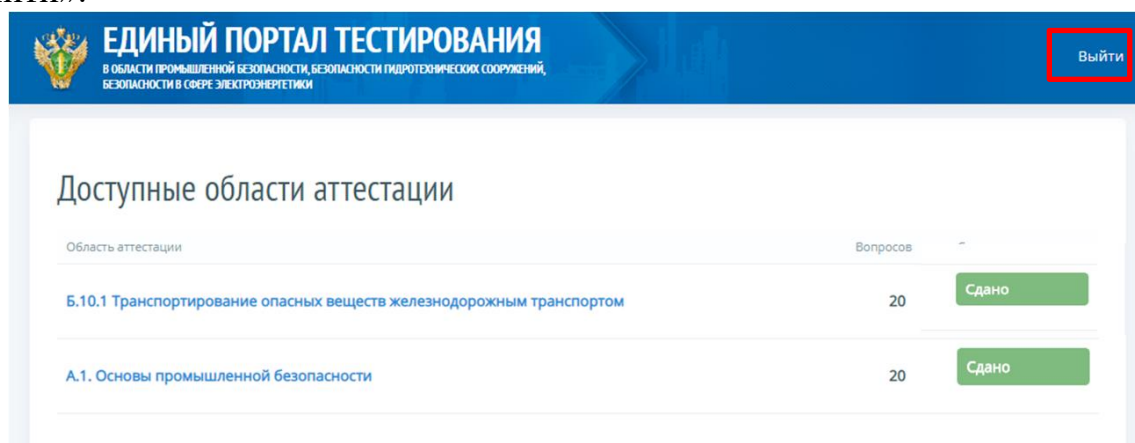 ЕДИНЫЙ ПОРТАЛ ТЕСТИРОВАНИЯ
В ОБЛАСТИ ПРОМЫШЛЕННОЙ БЕЗОПАСНОСТИ, БЕЗОПАСНОСТИ ГИДРОТЕХНИЧЕСКИХ СООРУЖЕНИЙ,
БЕЗОПАСНОСТИ В СФЕРЕ ЭЛЕКТРОЭНЕРГЕТИКИ
Выйти
Доступные области аттестации
Область аттестации Вопросов
Б.10.1 Транспортирование опасных веществ железнодорожным транспортом 20 Сдано
А.1. Основы промышленной безопасности 20 Сдано